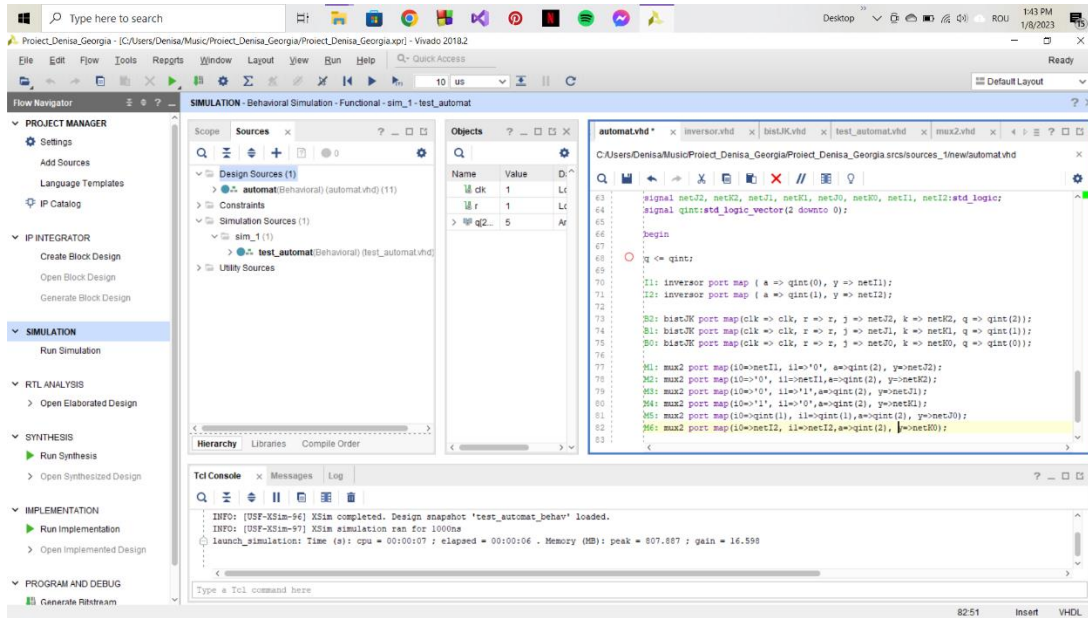 Type here to search
Desktop
ROU
1:43 PM
1/8/2023
Proiect_Denisa_Georgia - [C:/Users/Denisa/Music/Proiect_Denisa_Georgia/Proiect_Denisa_Georgia.xpr] - Vivado 2018.2
File Edit Flow Tools Reports Window Layout View Run Help Q- Quick Access
Ready
10 us
Default Layout
Flow Navigator
SIMULATION - Behavioral Simulation - Functional - sim_1 - test_automat
PROJECT MANAGER
Settings
Add Sources
Language Templates
IP Catalog
IP INTEGRATOR
Create Block Design
Open Block Design
Generate Block Design
SIMULATION
Run Simulation
RTL ANALYSIS
Open Elaborated Design
SYNTHESIS
Run Synthesis
Open Synthesized Design
IMPLEMENTATION
Run Implementation
Open Implemented Design
PROGRAM AND DEBUG
Generate Bitstream
Scope Sources
0
Design Sources (1)
automat(Behavioral) (automat.vhd) (11)
Constraints
Simulation Sources (1)
sim_1 (1)
test_automat(Behavioral) (test_automat.vhd)
Utility Sources
Hierarchy Libraries Compile Order
Objects
Name Value D.
clk 1 Lc
r 1 Lc
q[2... 5 Ar
automat.vhd * inversor.vhd bistJK.vhd test_automat.vhd mux2.vhd
C:/Users/Denisa/Music/Proiect_Denisa_Georgia/Proiect_Denisa_Georgia.srcs/sources_1/new/automat.vhd
63 signal netJ2, netK2, netJ1, netK1, netJ0, netK0, netI1, netI2:std_logic;
64 signal qint:std_logic_vector(2 downto 0);
65
66 begin
67
68 q <= qint;
69
70 I1: inversor port map ( a => qint(0), y => netI1);
71 I2: inversor port map ( a => qint(1), y => netI2);
72
73 B2: bistJK port map(clk => clk, r => r, j => netJ2, k => netK2, q => qint(2));
74 B1: bistJK port map(clk => clk, r => r, j => netJ1, k => netK1, q => qint(1));
75 B0: bistJK port map(clk => clk, r => r, j => netJ0, k => netK0, q => qint(0));
76
77 M1: mux2 port map(i0=>netI1, i1=>'0', a=>qint(2), y=>netJ2);
78 M2: mux2 port map(i0=>'0', i1=>netI1,a=>qint(2), y=>netK2);
79 M3: mux2 port map(i0=>'0', i1=>'1',a=>qint(2), y=>netJ1);
80 M4: mux2 port map(i0=>'1', i1=>'0',a=>qint(2), y=>netK1);
81 M5: mux2 port map(i0=>qint(1), i1=>qint(1),a=>qint(2), y=>netJ0);
82 M6: mux2 port map(i0=>netI2, i1=>netI2,a=>qint(2), y=>netK0);
83
Tcl Console Messages Log
INFO: [USF-XSim-96] XSim completed. Design snapshot 'test_automat_behav' loaded.
INFO: [USF-XSim-97] XSim simulation ran for 1000ns
launch_simulation: Time (s): cpu = 00:00:07 ; elapsed = 00:00:06 . Memory (MB): peak = 807.887 ; gain = 16.598
Type a Tcl command here
82:51 Insert VHDL